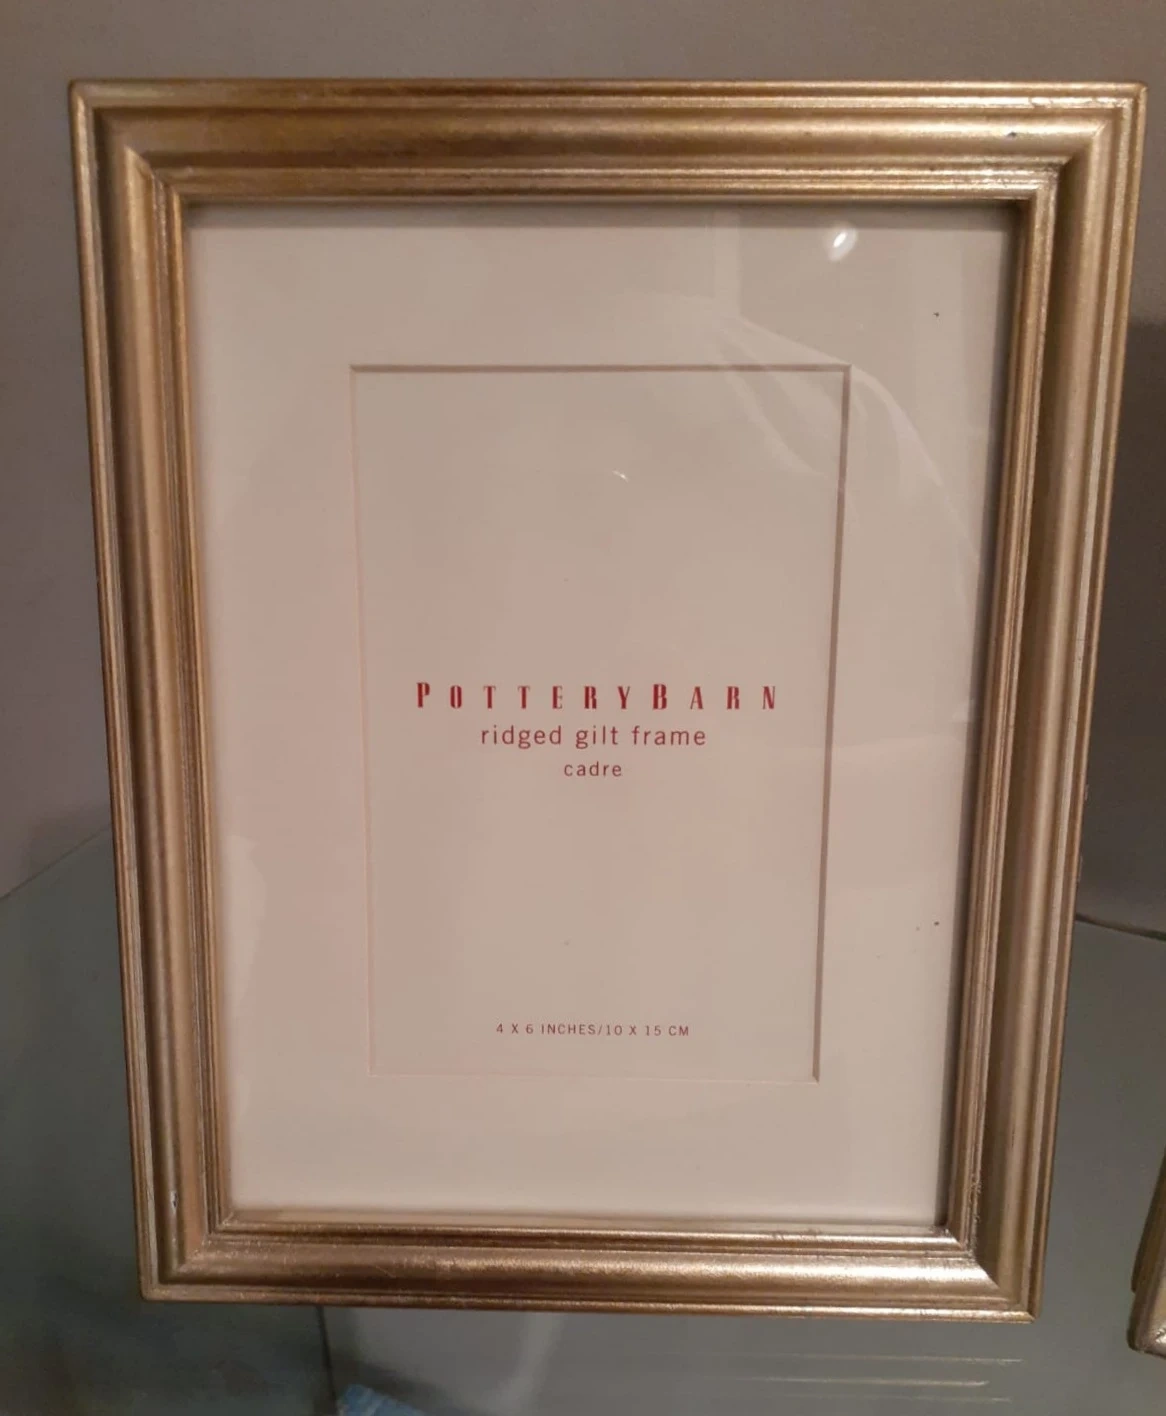 POTTERYBARN
ridged gilt frame
cadre
4 X 6 INCHES/10 X 15 CM